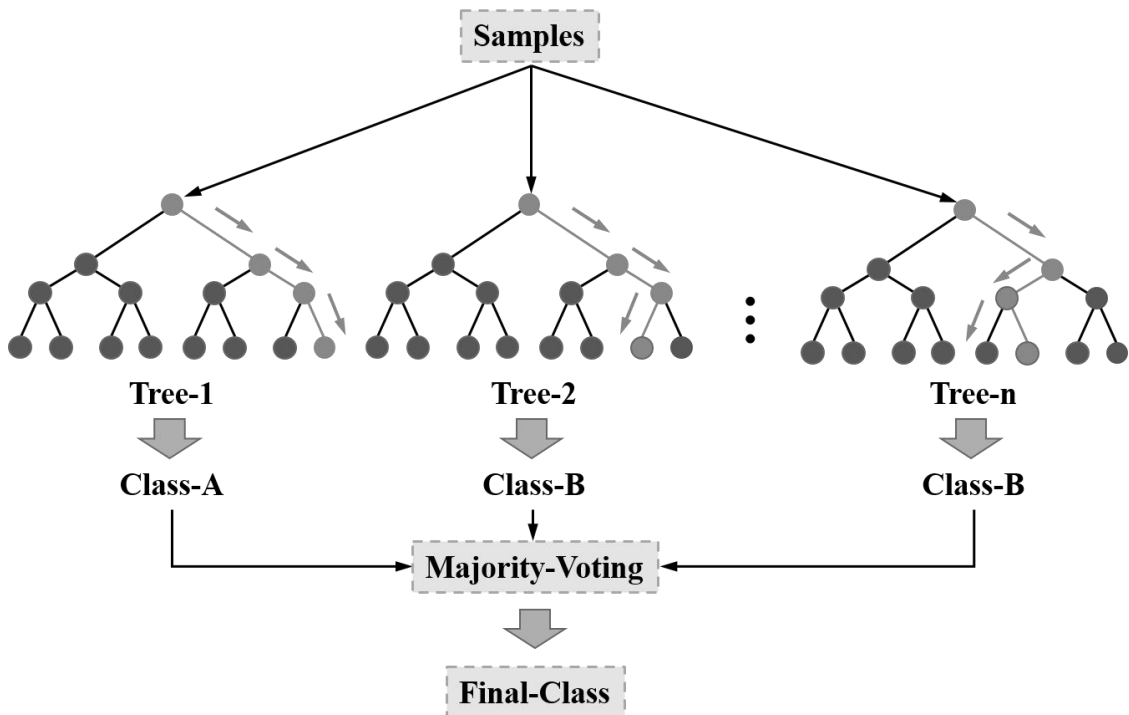 Samples
Tree-1
Tree-2
Tree-n
Class-A
Class-B
Class-B
Majority-Voting
Final-Class